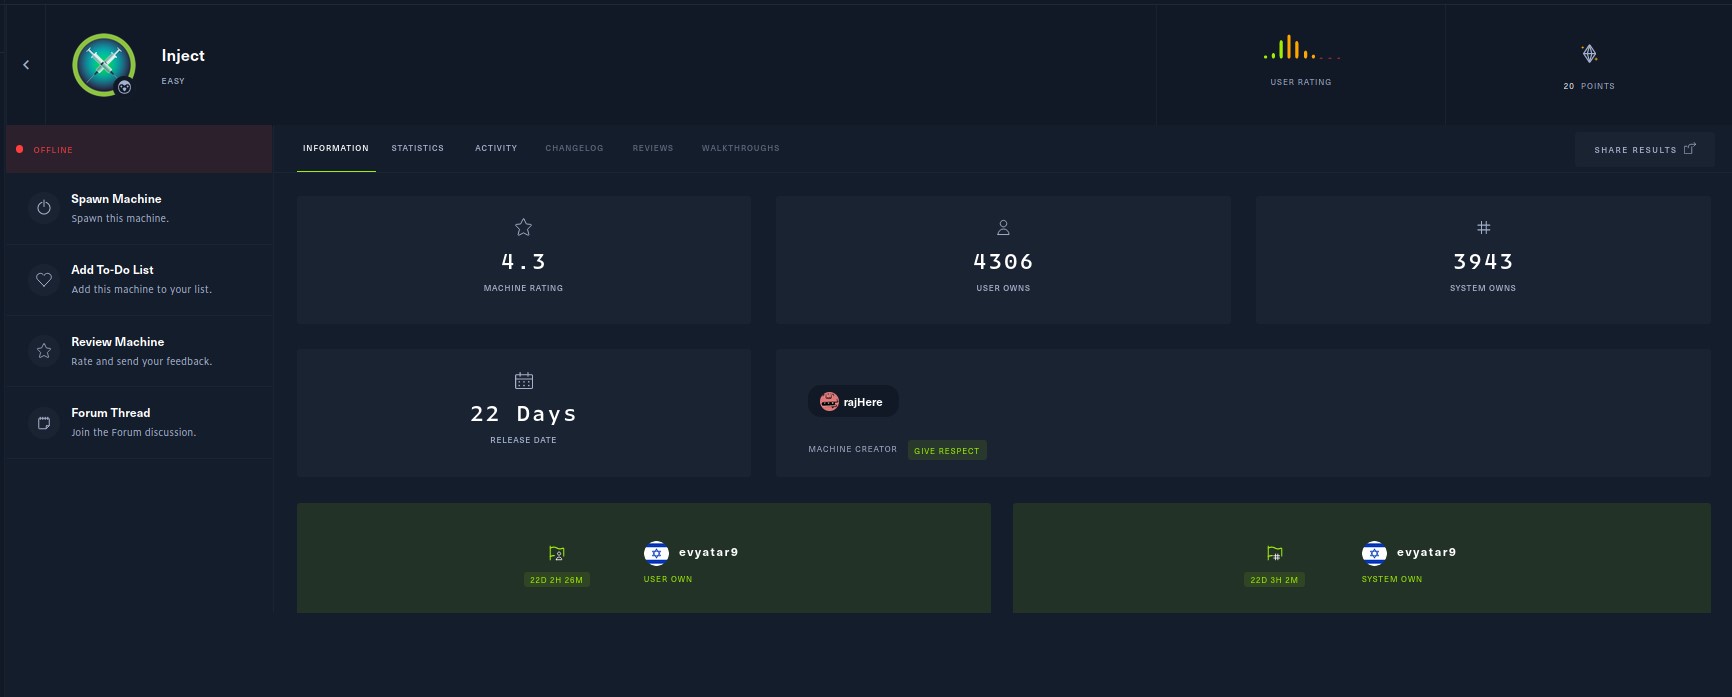 Inject
EASY
USER RATING
20 POINTS
OFFLINE
INFORMATION STATISTICS ACTIVITY CHANGELOG REVIEWS WALKTHROUGHS
SHARE RESULTS
Spawn Machine
Spawn this machine.
Add To-Do List
Add this machine to your list.
Review Machine
Rate and send your feedback.
Forum Thread
Join the Forum discussion.
4.3
MACHINE RATING
4306
USER OWNS
3943
SYSTEM OWNS
22 Days
RELEASE DATE
rajHere
MACHINE CREATOR GIVE RESPECT
evyatar9
22D 2H 26M USER OWN
evyatar9
22D 3H 2M SYSTEM OWN